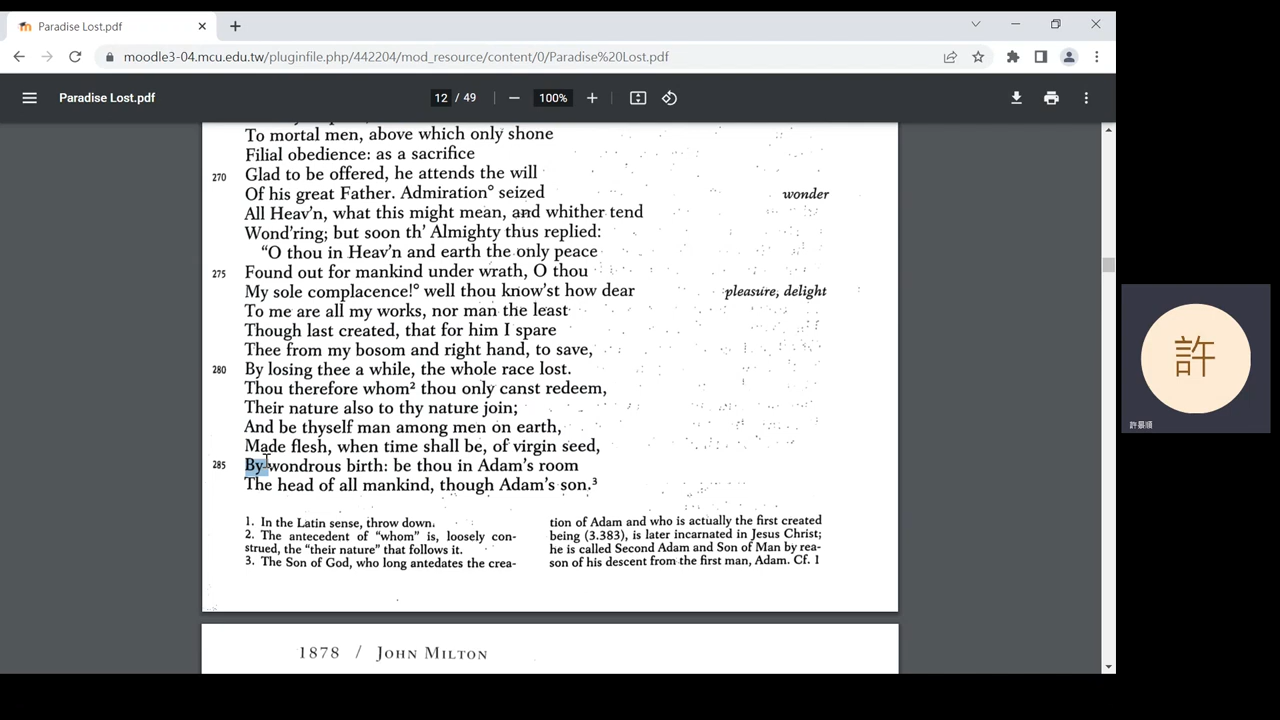 Paradise Lost.pdf
moodle3-04.mcu.edu.tw/pluginfile.php/442204/mod_resource/content/0/Paradise%20Lost.pdf
Paradise Lost.pdf
12 / 49
100%
To mortal men, above which only shone
Filial obedience: as a sacrifice
270 Glad to be offered, he attends the will
Of his great Father. Admiration° seized wonder
All Heav'n, what this might mean, and whither tend
Wond'ring; but soon th' Almighty thus replied:
"O thou in Heav'n and earth the only peace
275 Found out for mankind under wrath, O thou
My sole complacence!° well thou know'st how dear pleasure, delight
To me are all my works, nor man the least
Though last created, that for him I spare
Thee from my bosom and right hand, to save,
280 By losing thee a while, the whole race lost.
Thou therefore whom² thou only canst redeem,
Their nature also to thy nature join;
And be thyself man among men on earth,
Made flesh, when time shall be, of virgin seed,
285 By wondrous birth: be thou in Adam's room
The head of all mankind, though Adam's son.³
1. In the Latin sense, throw down.
2. The antecedent of "whom" is, loosely con-
strued, the "their nature" that follows it.
3. The Son of God, who long antedates the crea-
tion of Adam and who is actually the first created
being (3.383), is later incarnated in Jesus Christ;
he is called Second Adam and Son of Man by rea-
son of his descent from the first man, Adam. Cf. 1
1878 / JOHN MILTON
許
許景順